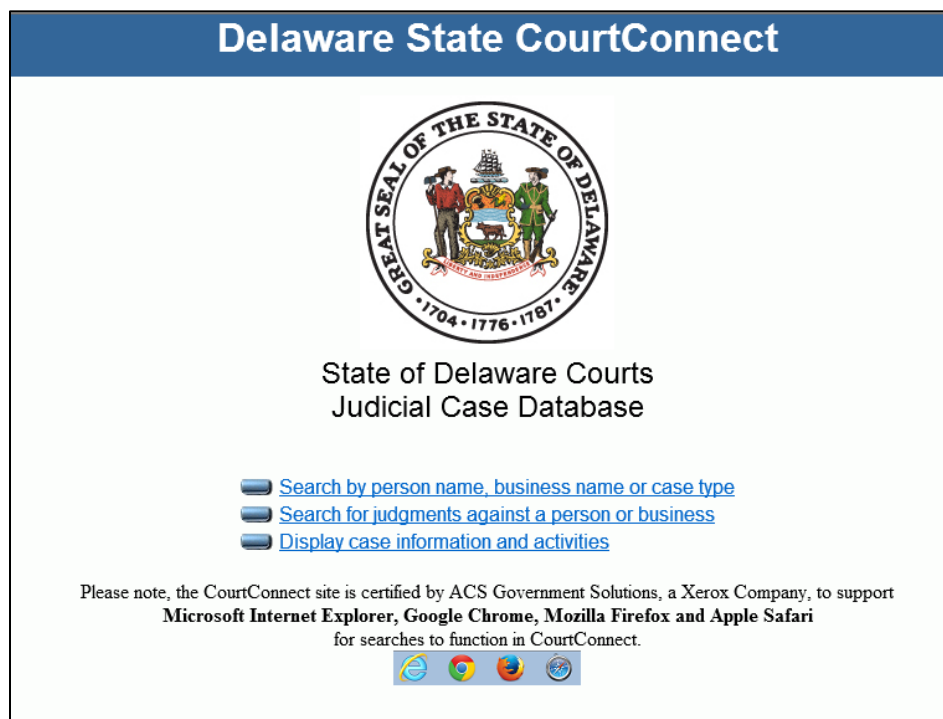 Delaware State CourtConnect
GREAT SEAL OF THE STATE OF DELAWARE
LIBERTY AND INDEPENDENCE
· 1704 · 1776 · 1787 ·
State of Delaware Courts
Judicial Case Database
Search by person name, business name or case type
Search for judgments against a person or business
Display case information and activities
Please note, the CourtConnect site is certified by ACS Government Solutions, a Xerox Company, to support
Microsoft Internet Explorer, Google Chrome, Mozilla Firefox and Apple Safari
for searches to function in CourtConnect.